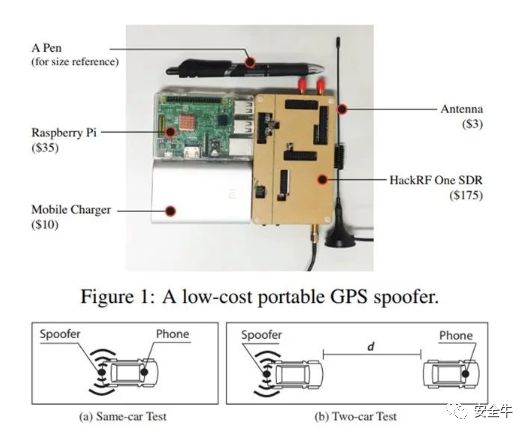 A Pen
(for size reference)
Antenna
($3)
Raspberry Pi
($35)
HackRF One SDR
($175)
Mobile Charger
($10)
Figure 1: A low-cost portable GPS spoofer.
Spoofer
Phone
Spoofer
d
Phone
(a) Same-car Test
(b) Two-car Test
安全牛